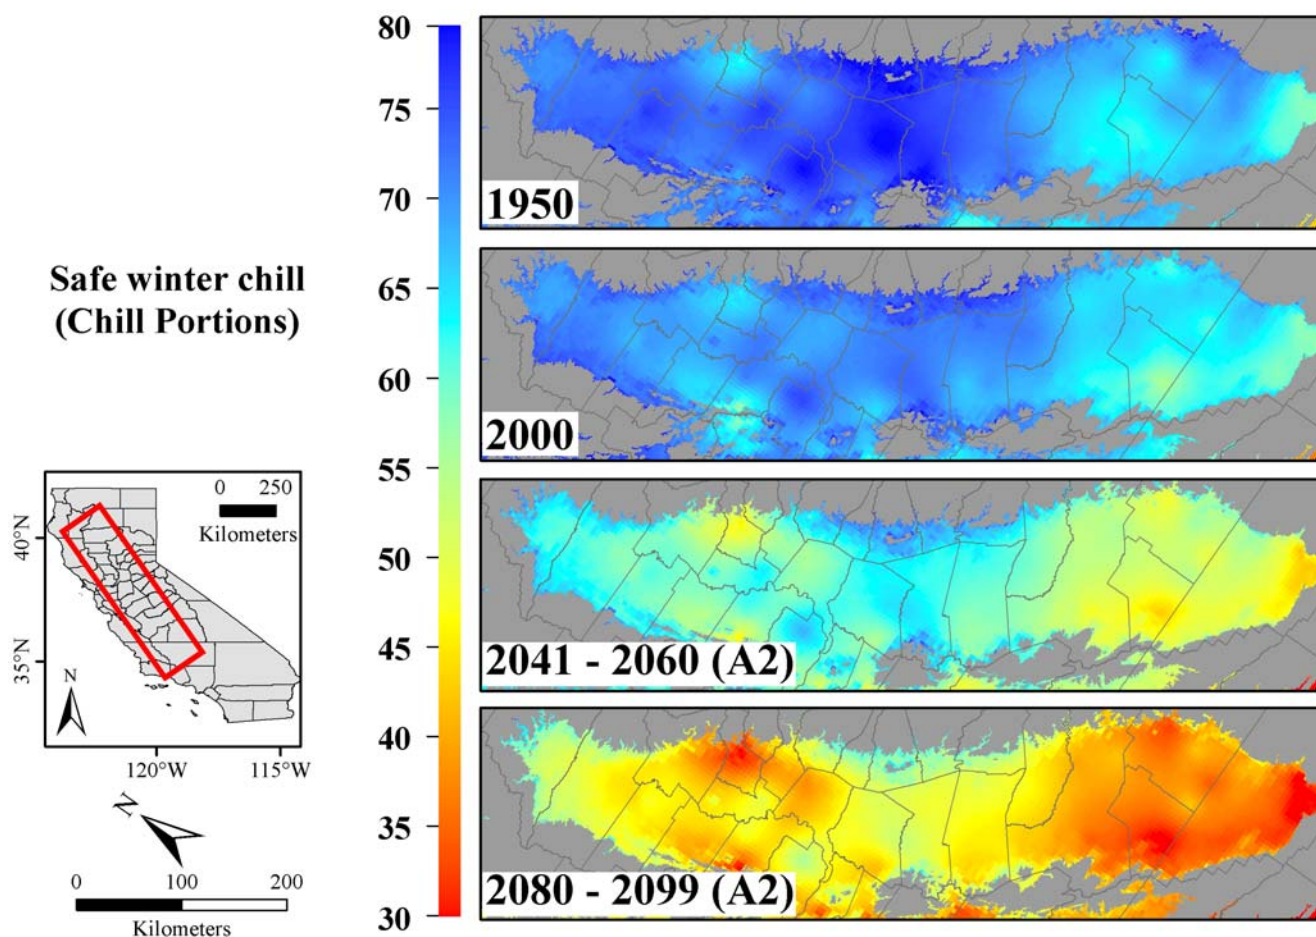 Safe winter chill
(Chill Portions)
80
75
70
65
60
55
50
45
40
35
30
1950
2000
2041 - 2060 (A2)
2080 - 2099 (A2)
0 250
Kilometers
40°N
35°N
N
120°W 115°W
N
0 100 200
Kilometers